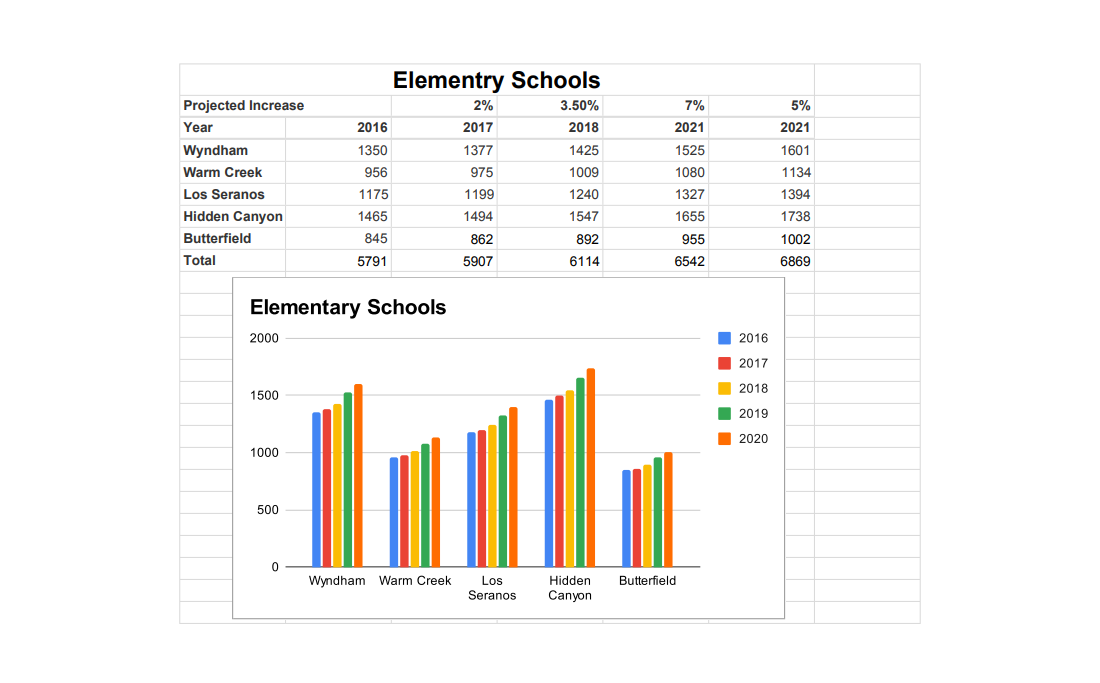 Elementry Schools
Projected Increase 2% 3.50% 7% 5%
Year 2016 2017 2018 2021 2021
Wyndham 1350 1377 1425 1525 1601
Warm Creek 956 975 1009 1080 1134
Los Seranos 1175 1199 1240 1327 1394
Hidden Canyon 1465 1494 1547 1655 1738
Butterfield 845 862 892 955 1002
Total 5791 5907 6114 6542 6869
Elementary Schools
2000
1500
1000
500
0
2016
2017
2018
2019
2020
Wyndham Warm Creek Los Hidden Butterfield
Seranos Canyon